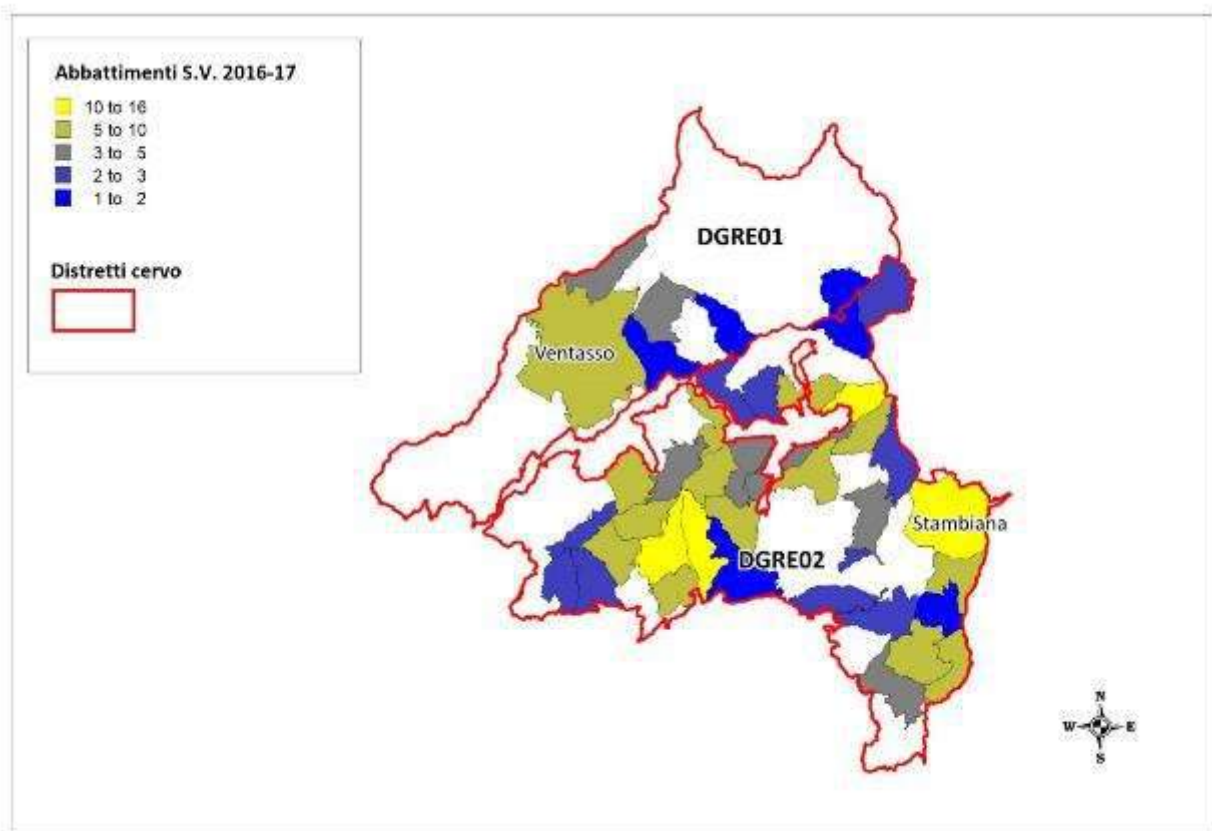 Abbattimenti S.V. 2016-17
10 to 16
5 to 10
3 to 5
2 to 3
1 to 2
Distretti cervo
DGRE01
Ventasso
Stambiana
DGRE02
N
W E
S